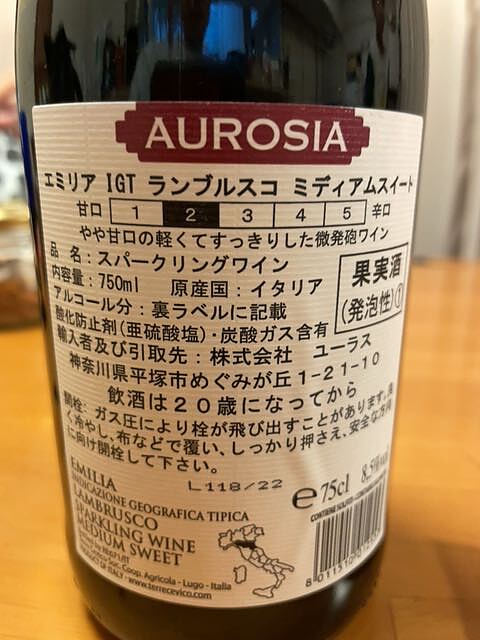 AUROSIA
エミリア IGT ランブルスコ ミディアムスイート
甘口 1 2 3 4 5 辛口
やや甘口の軽くてすっきりした微発砲ワイン
品 名：スパークリングワイン
内容量：750ml 原産国：イタリア
果実酒
(発泡性)①
アルコール分：裏ラベルに記載
酸化防止剤(亜硫酸塩)・炭酸ガス含有
輸入者及び引取先：株式会社 ユーラス
神奈川県平塚市めぐみが丘1-21-10
飲酒は20歳になってから
開栓：ガス圧により栓が飛び出すことがあります。
く冷やし、布などで覆い、しっかり押さえ、安全な方向
に向け開栓して下さい。
L118/22
EMILIA
INDICAZIONE GEOGRAFICA TIPICA
LAMBRUSCO
SPARKLING WINE
MEDIUM SWEET
e 75cl 8,5%
Soc. Coop. Agricola - Lugo - Italia
OF ITALY - www.terrecevico.com